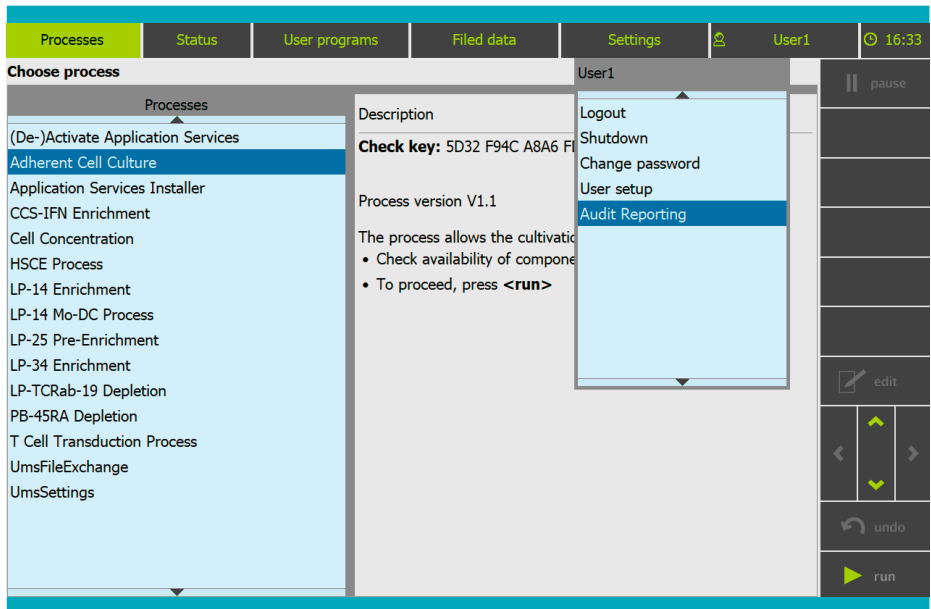 Processes
Status
User programs
Filed data
Settings
User1
16:33
Choose process
User1
pause
Processes
(De-)Activate Application Services
Adherent Cell Culture
Application Services Installer
CCS-IFN Enrichment
Cell Concentration
HSCE Process
LP-14 Enrichment
LP-14 Mo-DC Process
LP-25 Pre-Enrichment
LP-34 Enrichment
LP-TCRab-19 Depletion
PB-45RA Depletion
T Cell Transduction Process
UmsFileExchange
UmsSettings
Description
Check key: 5D32 F94C A8A6
Process version V1.1
The process allows the
• Check availability of
• To proceed, press <run>
Logout
Shutdown
Change password
User setup
Audit Reporting
edit
undo
run